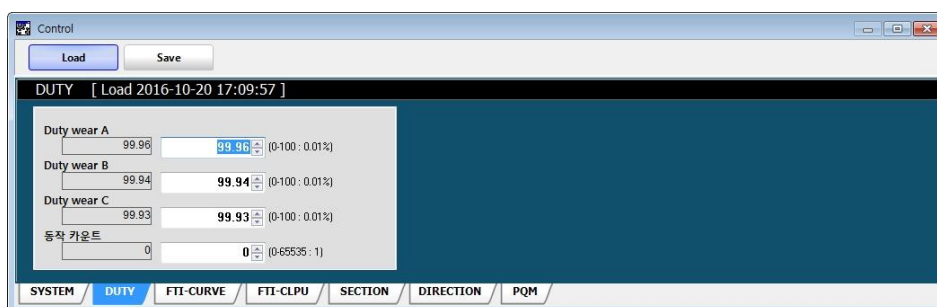 Control
Load Save
DUTY [ Load 2016-10-20 17:09:57 ]
Duty wear A
99.96 99.96 (0-100 : 0.01%)
Duty wear B
99.94 99.94 (0-100 : 0.01%)
Duty wear C
99.93 99.93 (0-100 : 0.01%)
동작 카운트
0 0 (0-65535 : 1)
SYSTEM DUTY FTI-CURVE FTI-CLPU SECTION DIRECTION PQM